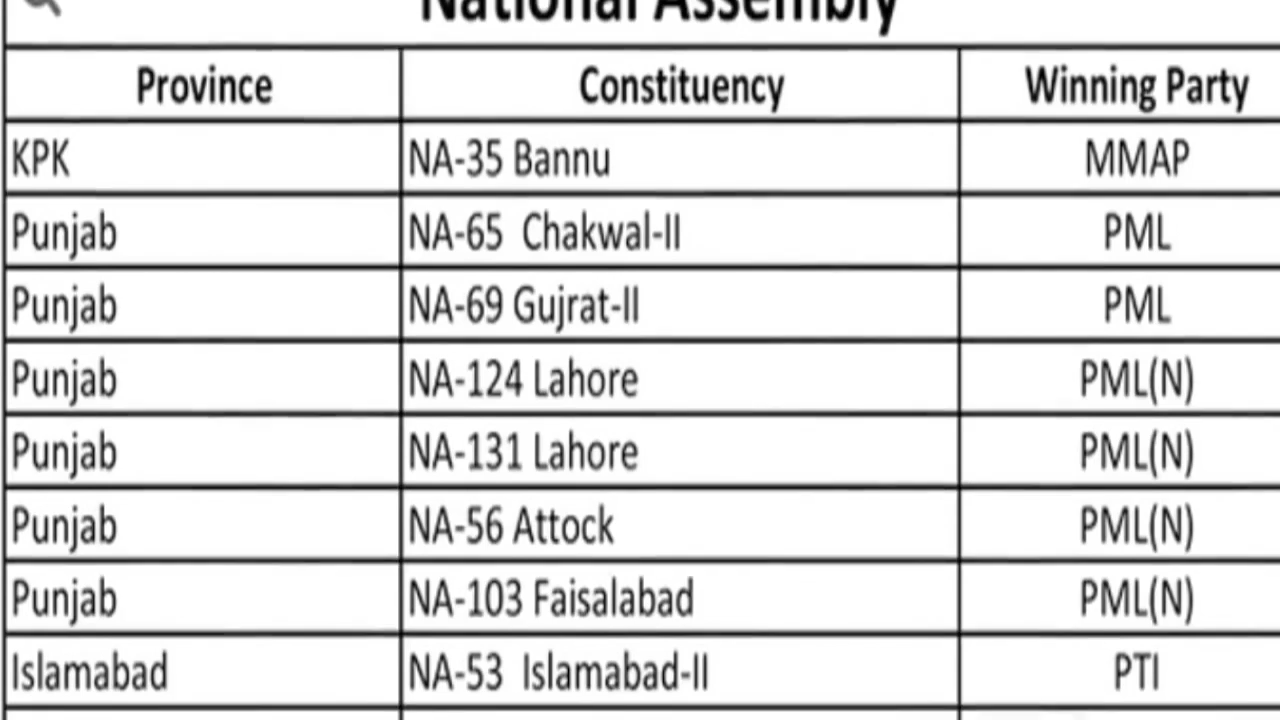 National Assembly
Province Constituency Winning Party
KPK NA-35 Bannu MMAP
Punjab NA-65 Chakwal-II PML
Punjab NA-69 Gujrat-II PML
Punjab NA-124 Lahore PML(N)
Punjab NA-131 Lahore PML(N)
Punjab NA-56 Attock PML(N)
Punjab NA-103 Faisalabad PML(N)
Islamabad NA-53 Islamabad-II PTI